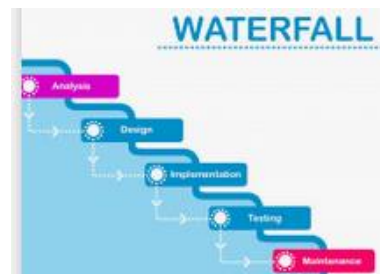 WATERFALL
Analysis
Design
Implementation
Testing
Maintenance